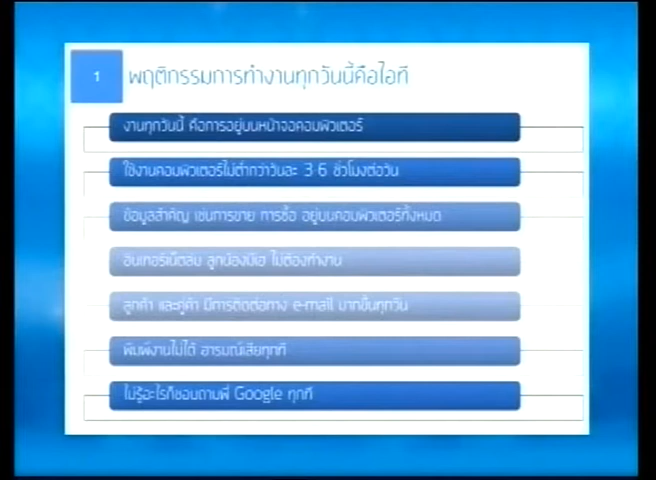 1
พฤติกรรมการทำงานทุกวันนี้คือไอที
งานทุกวันนี้ คือการอยู่บนหน้าจอคอมพิวเตอร์
ใช้งานคอมพิวเตอร์ไม่ต่ำกว่าวันละ 3-6 ชั่วโมงต่อวัน
ข้อมูลสำคัญ เช่นการขาย การซื้อ อยู่บนคอมพิวเตอร์ทั้งหมด
อินเทอร์เน็ตล่ม ลูกน้องมีเฮ ไม่ต้องทำงาน
ลูกค้า และคู่ค้า มีการติดต่อทาง e-mail มากขึ้นทุกวัน
พิมพ์งานไม่ได้ อารมณ์เสียทุกที
ไม่รู้อะไรก็ชอบถามพี่ Google ทุกที